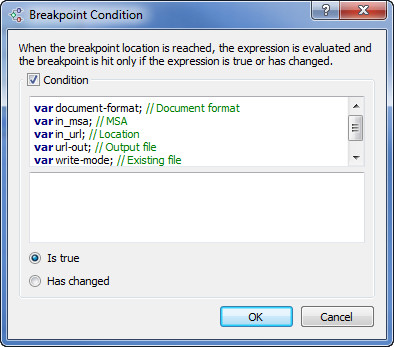 Breakpoint Condition
When the breakpoint location is reached, the expression is evaluated and
the breakpoint is hit only if the expression is true or has changed.
Condition
var document-format; // Document format
var in_msa; // MSA
var in_url; // Location
var url-out; // Output file
var write-mode; // Existing file
Is true
Has changed
OK Cancel